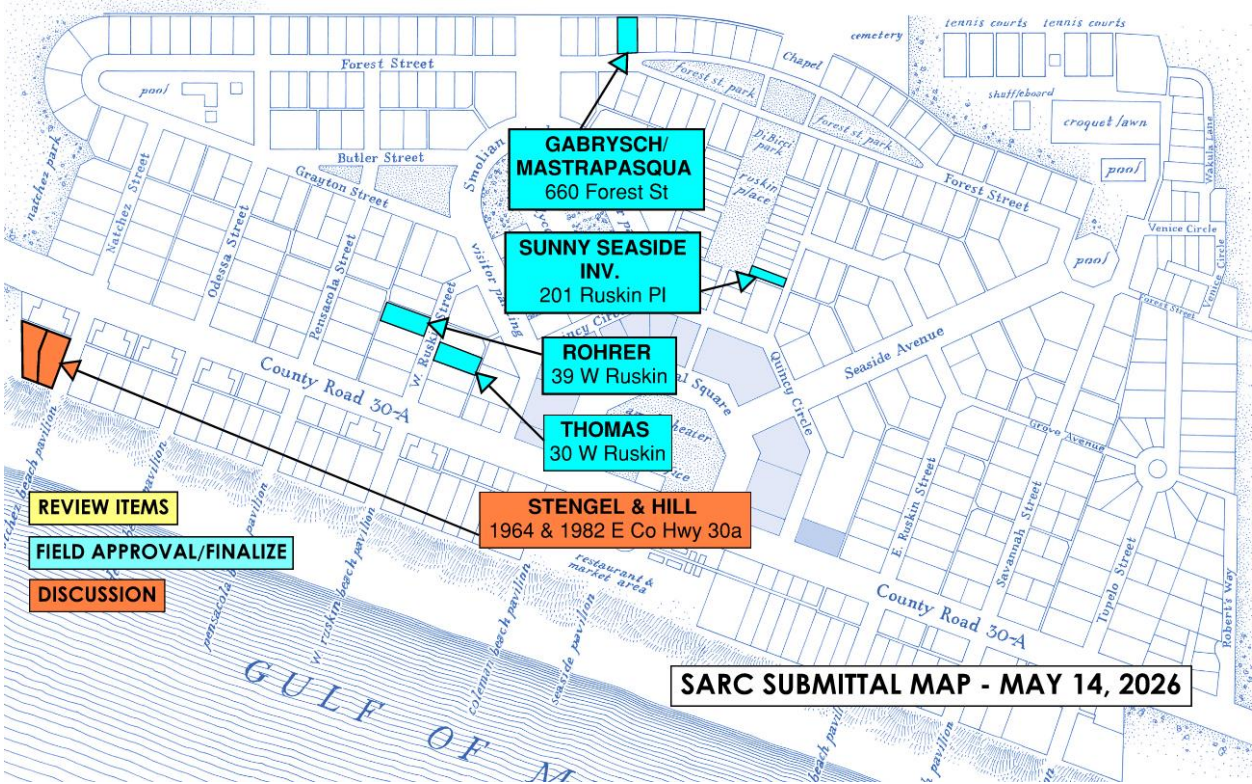 tennis courts
tennis courts
cemetery
Chapel
Forest Street
forest st. park
pool
shuffleboard
croquet lawn
DiBicci
park
forest st. park
pool
Wakulla Lane
natchez park
Butler Street
Grayton Street
Smolian
GABRYSCH/
MASTRAPASQUA
660 Forest St
ruskin
place
Forest Street
Natchez Street
Odessa Street
Pensacola Street
visitor parking
SUNNY SEASIDE
INV.
201 Ruskin Pl
Venice Circle
pool
Venice Circle
Forest Street
W. Ruskin Street
ROHRER
39 W Ruskin
Quincy Circle
Seaside Avenue
County Road 30-A
THOMAS
30 W Ruskin
Grove Avenue
STENGEL & HILL
1964 & 1982 E Co Hwy 30a
E. Ruskin Street
Savannah Street
Tupelo Street
Robert's Way
REVIEW ITEMS
FIELD APPROVAL/FINALIZE
DISCUSSION
restaurant &
market area
County Road 30-A
beach pavilion
W. ruskin beach pavilion
coleman beach pavilion
seaside pavilion
SARC SUBMITTAL MAP - MAY 14, 2026
GULF OF
beach pavilion